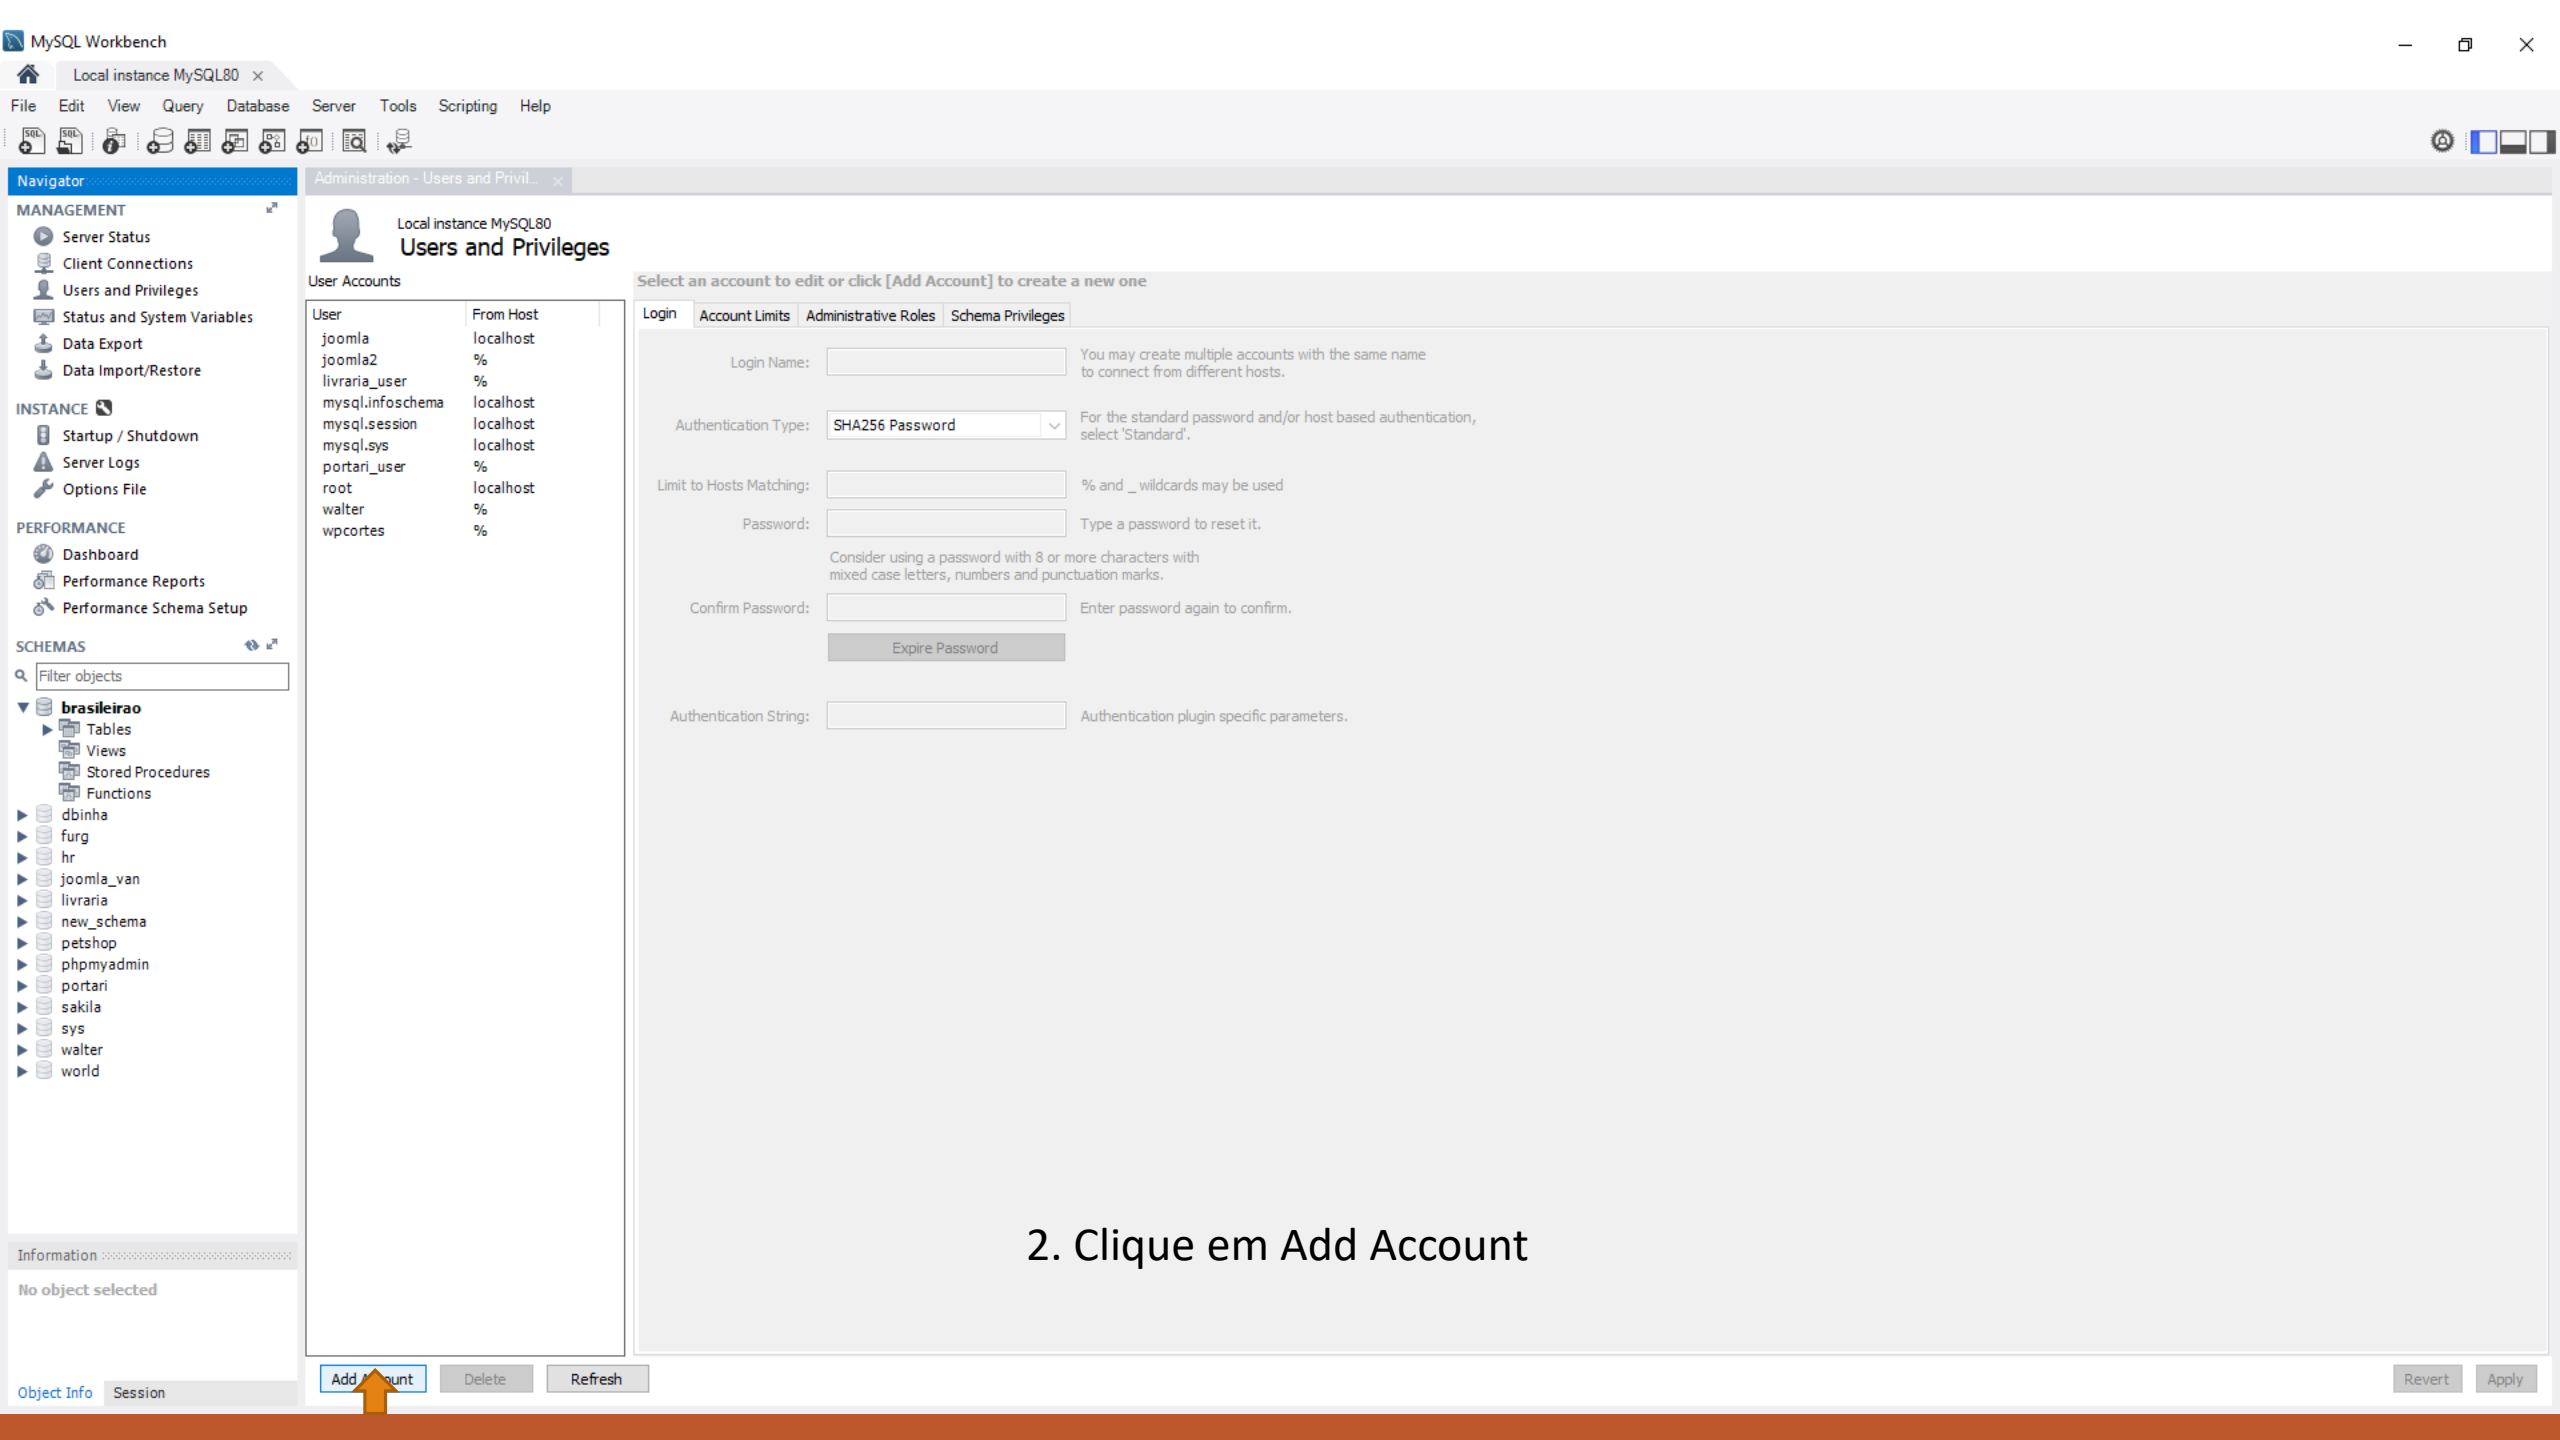 MySQL Workbench
Local instance MySQL80
File Edit View Query Database Server Tools Scripting Help
Navigator
MANAGEMENT
Server Status
Client Connections
Users and Privileges
Status and System Variables
Data Export
Data Import/Restore
INSTANCE
Startup / Shutdown
Server Logs
Options File
PERFORMANCE
Dashboard
Performance Reports
Performance Schema Setup
SCHEMAS
Filter objects
brasileirao
Tables
Views
Stored Procedures
Functions
dbinha
furg
hr
joomla_van
livraria
new_schema
petshop
phpmyadmin
portari
sakila
sys
walter
world
Information
No object selected
Object Info Session
Administration - Users and Privil...
Local instance MySQL80
Users and Privileges
User Accounts
User From Host
joomla localhost
joomla2 %
livraria_user %
mysql.infoschema localhost
mysql.session localhost
mysql.sys localhost
portari_user %
root localhost
walter %
wpcortes %
Select an account to edit or click [Add Account] to create a new one
Login Account Limits Administrative Roles Schema Privileges
Login Name: You may create multiple accounts with the same name
to connect from different hosts.
Authentication Type: SHA256 Password For the standard password and/or host based authentication,
select 'Standard'.
Limit to Hosts Matching: % and _ wildcards may be used
Password: Type a password to reset it.
Consider using a password with 8 or more characters with
mixed case letters, numbers and punctuation marks.
Confirm Password: Enter password again to confirm.
Expire Password
Authentication String: Authentication plugin specific parameters.
2. Clique em Add Account
Add Account Delete Refresh
Revert Apply